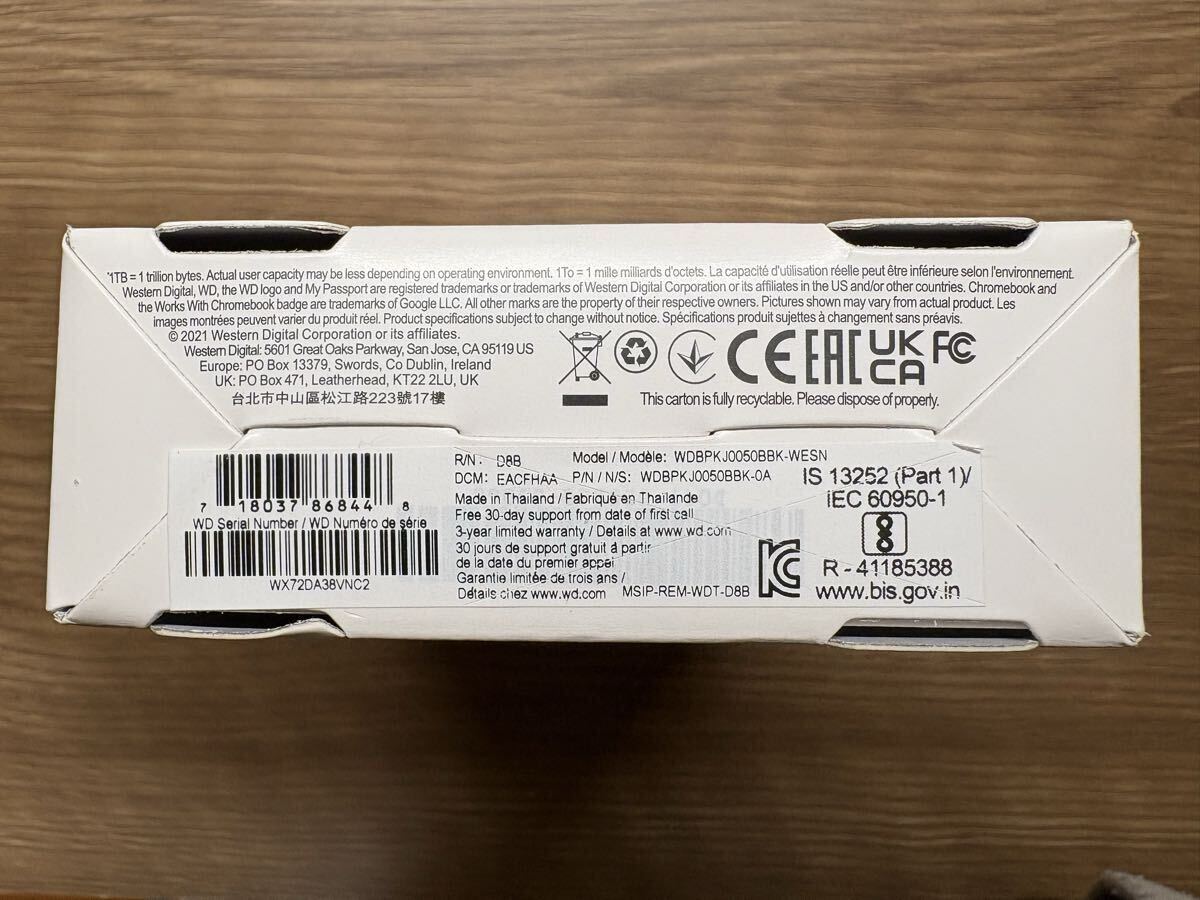 *1TB = 1 trillion bytes. Actual user capacity may be less depending on operating environment. 1To = 1 mille milliards d'octets. La capacité d'utilisation réelle peut être inférieure selon l'environnement.
Western Digital, WD, the WD logo and My Passport are registered trademarks or trademarks of Western Digital Corporation or its affiliates in the US and/or other countries. Chromebook and
the Works With Chromebook badge are trademarks of Google LLC. All other marks are the property of their respective owners. Pictures shown may vary from actual product. Les
images montrées peuvent varier du produit réel. Product specifications subject to change without notice. Spécifications produit sujettes à changement sans préavis.
© 2021 Western Digital Corporation or its affiliates.
Western Digital: 5601 Great Oaks Parkway, San Jose, CA 95119 US
Europe: PO Box 13379, Swords, Co Dublin, Ireland
UK: PO Box 471, Leatherhead, KT22 2LU, UK
台北市中山區松江路223號17樓
CE EAC UK CA FC
This carton is fully recyclable. Please dispose of properly.
7 18037 86844 8
WD Serial Number / WD Numéro de série
WX72DA38VNC2
R/N: D8B Model / Modèle: WDBPKJ0050BBK-WESN
DCM: EACFHAA P/N / N/S: WDBPKJ0050BBK-0A
Made in Thailand / Fabriqué en Thaïlande
Free 30-day support from date of first call
3-year limited warranty / Details at www.wd.com
30 jours de support gratuit à partir
de la date du premier appel
Garantie limitée de trois ans /
Détails chez www.wd.com
MSIP-REM-WDT-D8B
IS 13252 (Part 1)/
IEC 60950-1
R - 41185388
www.bis.gov.in